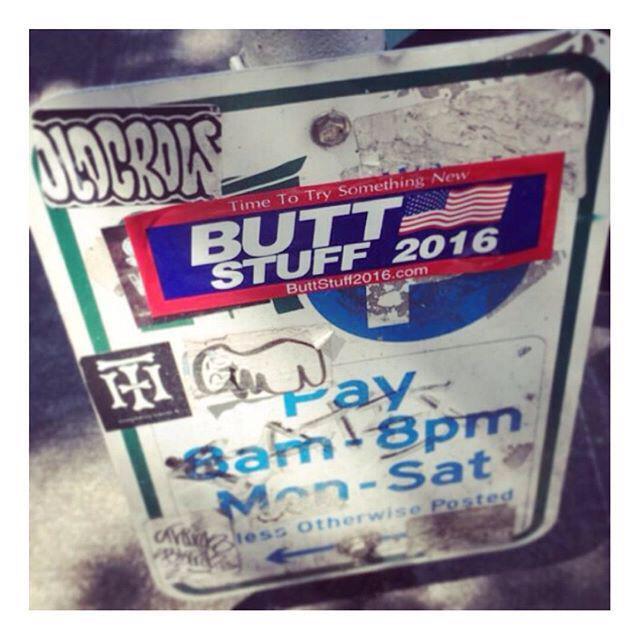 OLDCROW
Time To Try Something New
BUTT
STUFF 2016
ButtStuff2016.com
TH
Pay
8am-8pm
Mon-Sat
less Otherwise Posted